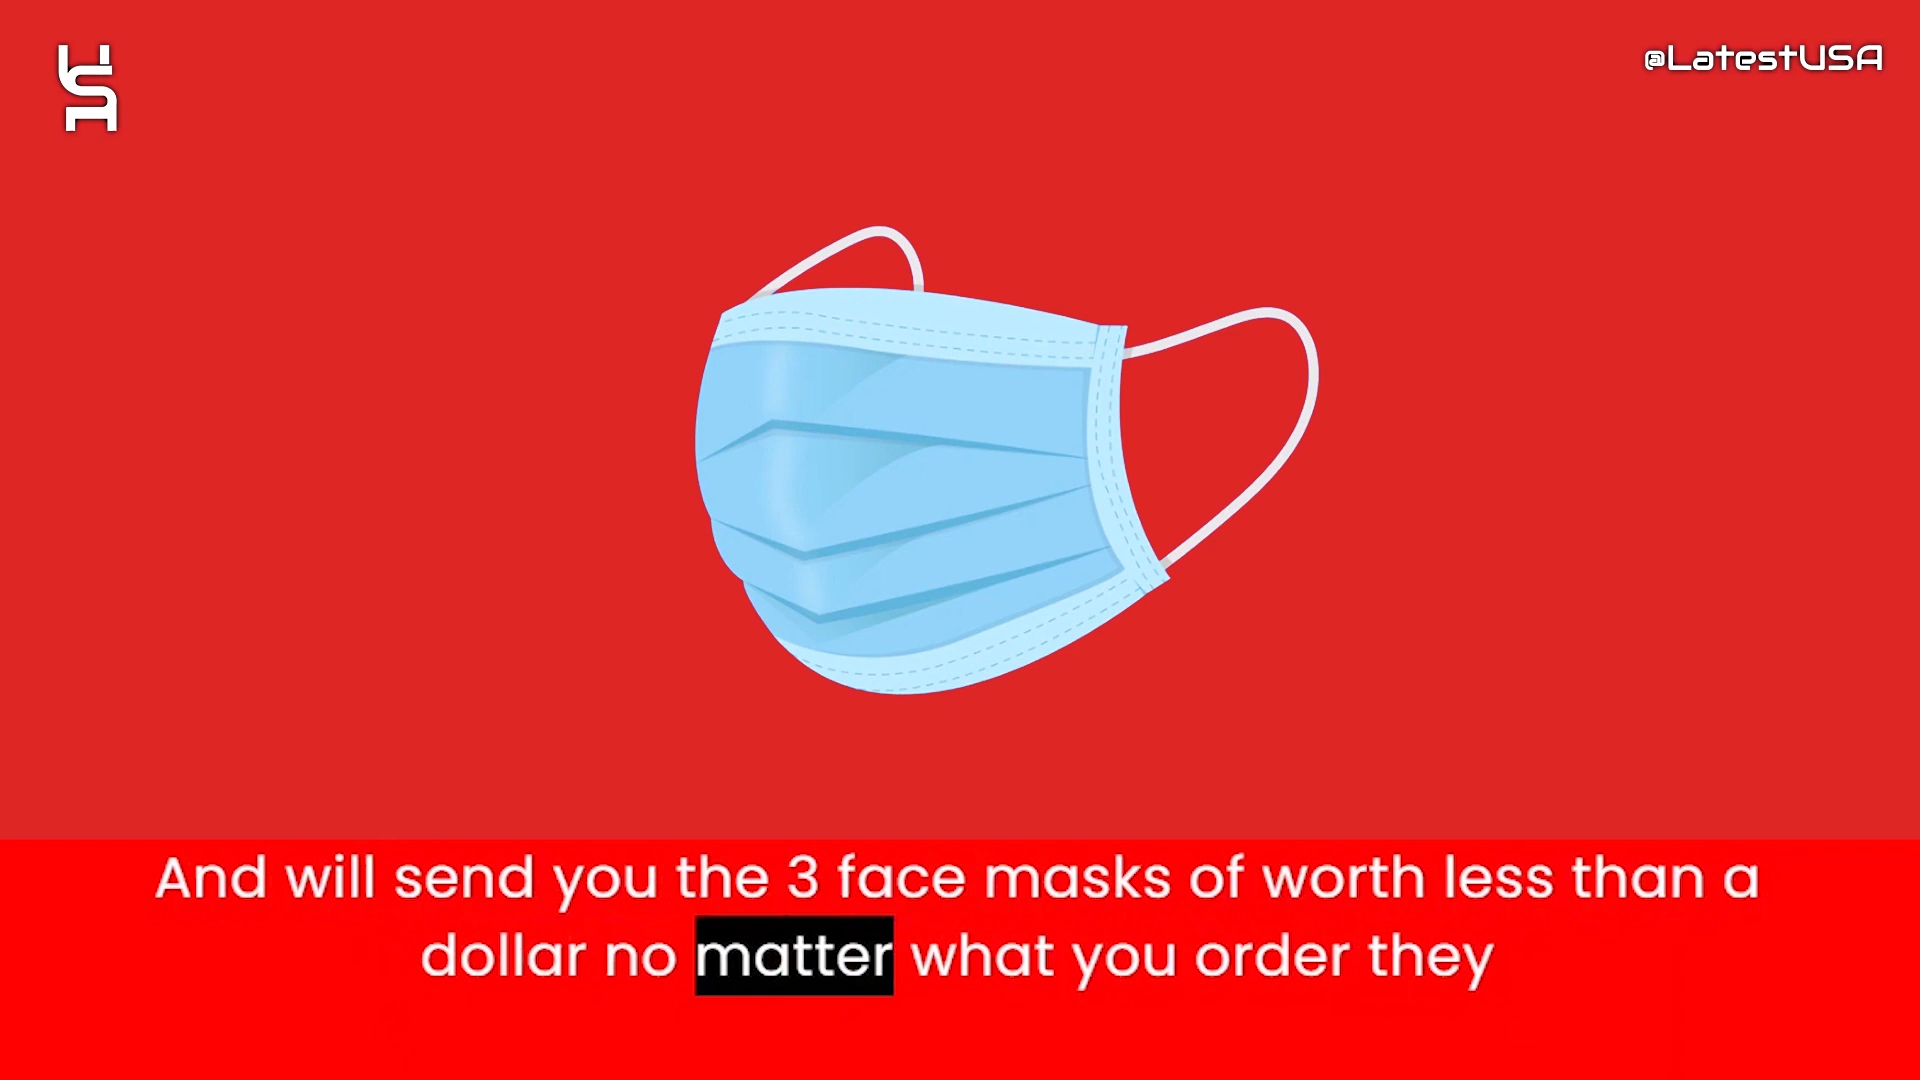 USA
@LatestUSA
And will send you the 3 face masks of worth less than a
dollar no matter what you order they